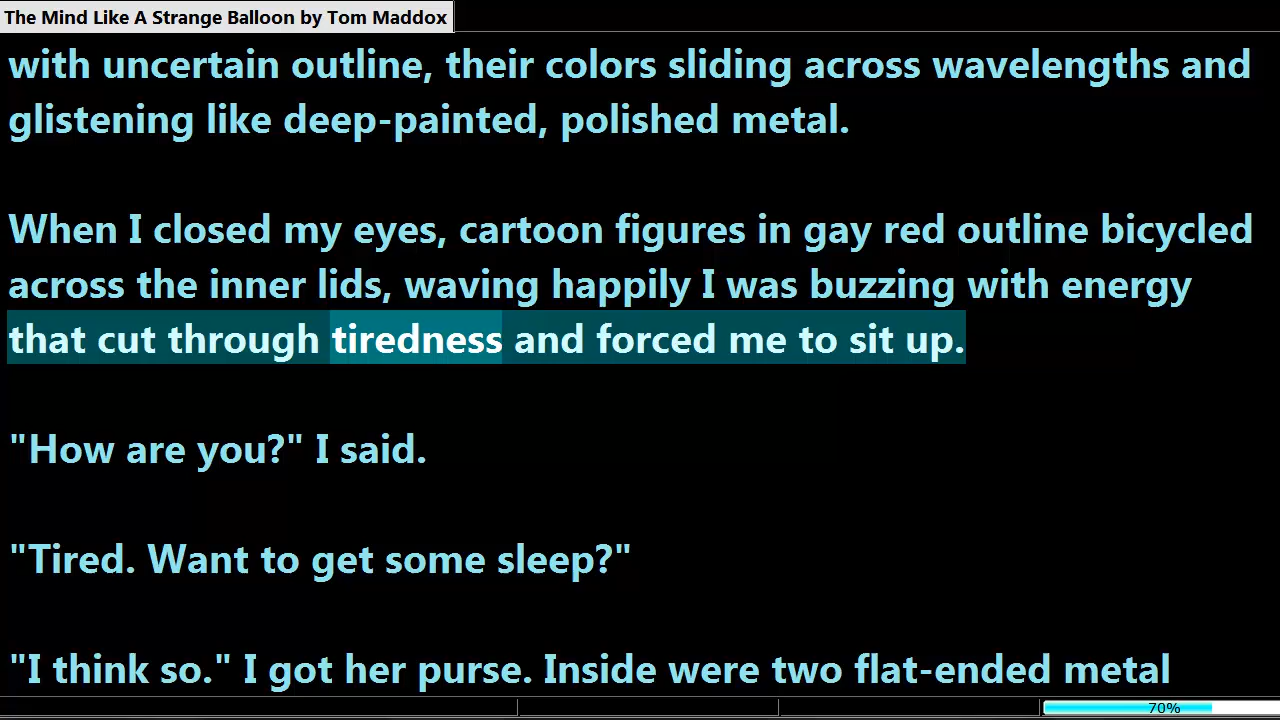 The Mind Like A Strange Balloon by Tom Maddox
with uncertain outline, their colors sliding across wavelengths and
glistening like deep-painted, polished metal.
When I closed my eyes, cartoon figures in gay red outline bicycled
across the inner lids, waving happily I was buzzing with energy
that cut through tiredness and forced me to sit up.
"How are you?" I said.
"Tired. Want to get some sleep?"
"I think so." I got her purse. Inside were two flat-ended metal
70%